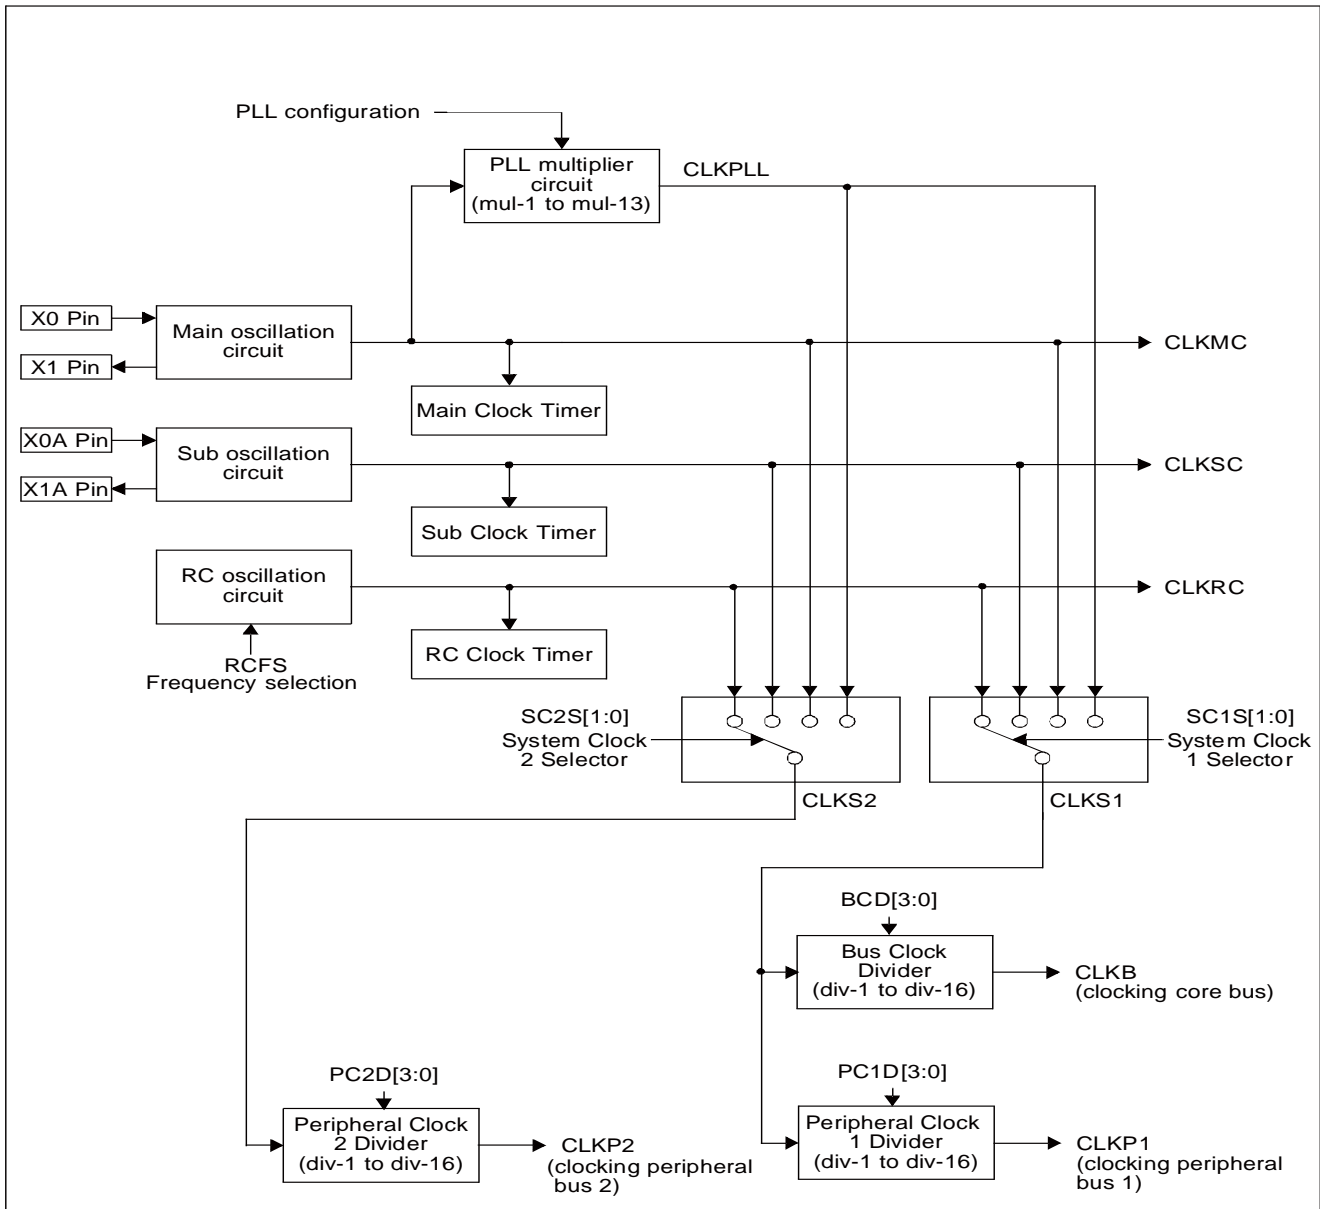 PLL configuration
PLL multiplier
circuit
(mul-1 to mul-13)
CLKPLL
X0 Pin
X1 Pin
Main oscillation
circuit
CLKMC
Main Clock Timer
X0A Pin
X1A Pin
Sub oscillation
circuit
CLKSC
Sub Clock Timer
RC oscillation
circuit
CLKRC
RC Clock Timer
RCFS
Frequency selection
SC2S[1:0]
System Clock
2 Selector
SC1S[1:0]
System Clock
1 Selector
CLKS2
CLKS1
BCD[3:0]
Bus Clock
Divider
(div-1 to div-16)
CLKB
(clocking core bus)
PC2D[3:0]
Peripheral Clock
2 Divider
(div-1 to div-16)
CLKP2
(clocking peripheral
bus 2)
PC1D[3:0]
Peripheral Clock
1 Divider
(div-1 to div-16)
CLKP1
(clocking peripheral
bus 1)